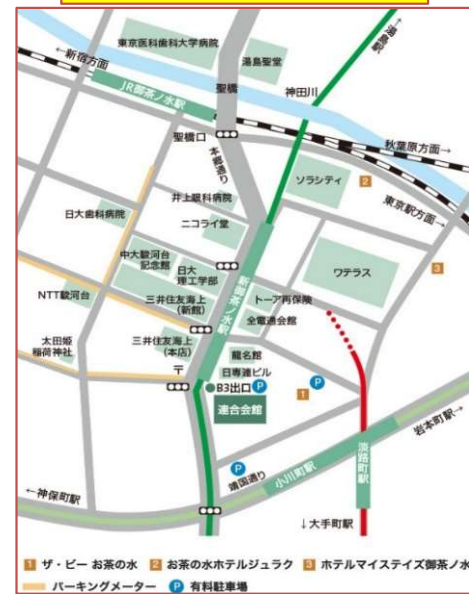 東京医科歯科大学病院
湯島聖堂
→湯島駅
←新宿方面
JR御茶ノ水駅
聖橋
神田川
聖橋口
本郷通り
秋葉原方面→
東京駅方面→
井上眼科病院
ソラシティ
2
日大歯科病院
ニコライ堂
中大駿河台
記念館
日大
理工学部
新御茶ノ水駅
ワテラス
3
NTT駿河台
三井住友海上
(新館)
トーア再保険
全電通会館
太田姫
稲荷神社
三井住友海上
(本店)
龍名館
日専連ビル
〒
B3出口
P
1
P
連合会館
淡路町駅
岩本町駅→
小川町駅
P
靖国通り
←神保町駅
↓大手町駅
1 ザ・ビー お茶の水
2 お茶の水ホテルジュラク
3 ホテルマイステイズ御茶ノ水
パーキングメーター
P 有料駐車場